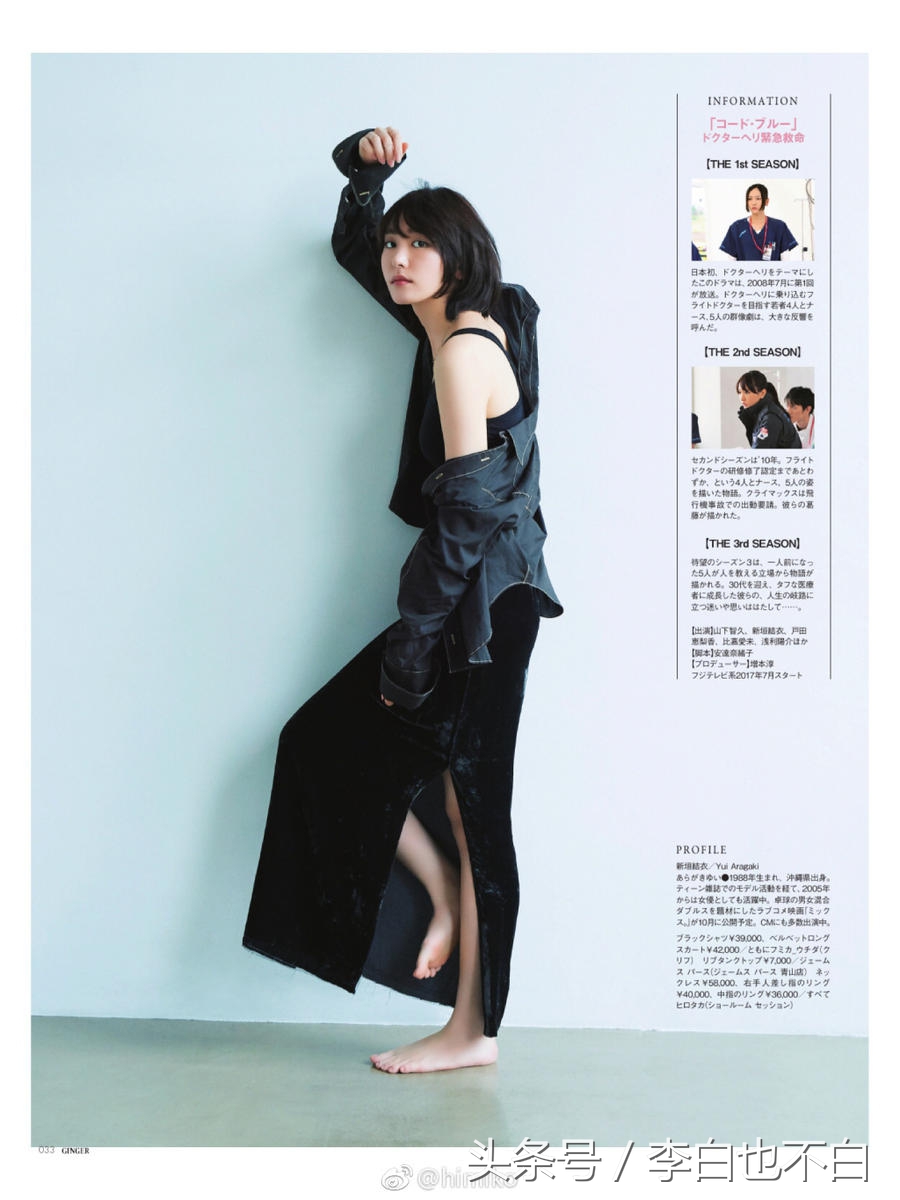 INFORMATION
「コード・ブルー」
ドクターヘリ緊急救命
【THE 1st SEASON】
日本初、ドクターヘリをテーマにし
たこのドラマは、2008年7月に第1回
が放送。ドクターヘリに乗り込むフ
ライトドクターを目指す若者4人とナ
ース、5人の群像劇は、大きな反響を
呼んだ。
【THE 2nd SEASON】
セカンドシーズンは'10年。フライト
ドクターの研修修了認定まであとわ
ずか、という4人とナース、5人の姿
を描いた物語。クライマックスは飛
行機事故での出動要請。彼らの葛
藤が描かれた。
【THE 3rd SEASON】
待望のシーズン3は、一人前になっ
た5人が人を教える立場から物語が
描かれる。30代を迎え、タフな医療
者に成長した彼らの、人生の岐路に
立つ迷いや思いははたして……。
【出演】山下智久、新垣結衣、戸田
恵梨香、比嘉愛未、浅利陽介ほか
【脚本】安達奈緒子
【プロデューサー】増本淳
フジテレビ系2017年7月スタート
PROFILE
新垣結衣／Yui Aragaki
あらがきゆい●1988年生まれ、沖縄県出身。
ティーン雑誌でのモデル活動を経て、2005年
からは女優としても活躍中。卓球の男女混合
ダブルスを題材にしたラブコメ映画『ミック
ス。』が10月に公開予定。CMにも多数出演中。
ブラックシャツ¥39,000、ベルベットロング
スカート¥42,000／ともにフミカ_ウチダ（ク
リフ） リブタンクトップ¥7,000／ジェーム
ス パース（ジェームス パース 青山店） ネッ
クレス¥58,000、右手人差し指のリング
¥40,000、中指のリング¥36,000／すべて
ヒロタカ（ショールーム セッション）
033 GINGER
头条号 / 李白也不白
@himiko